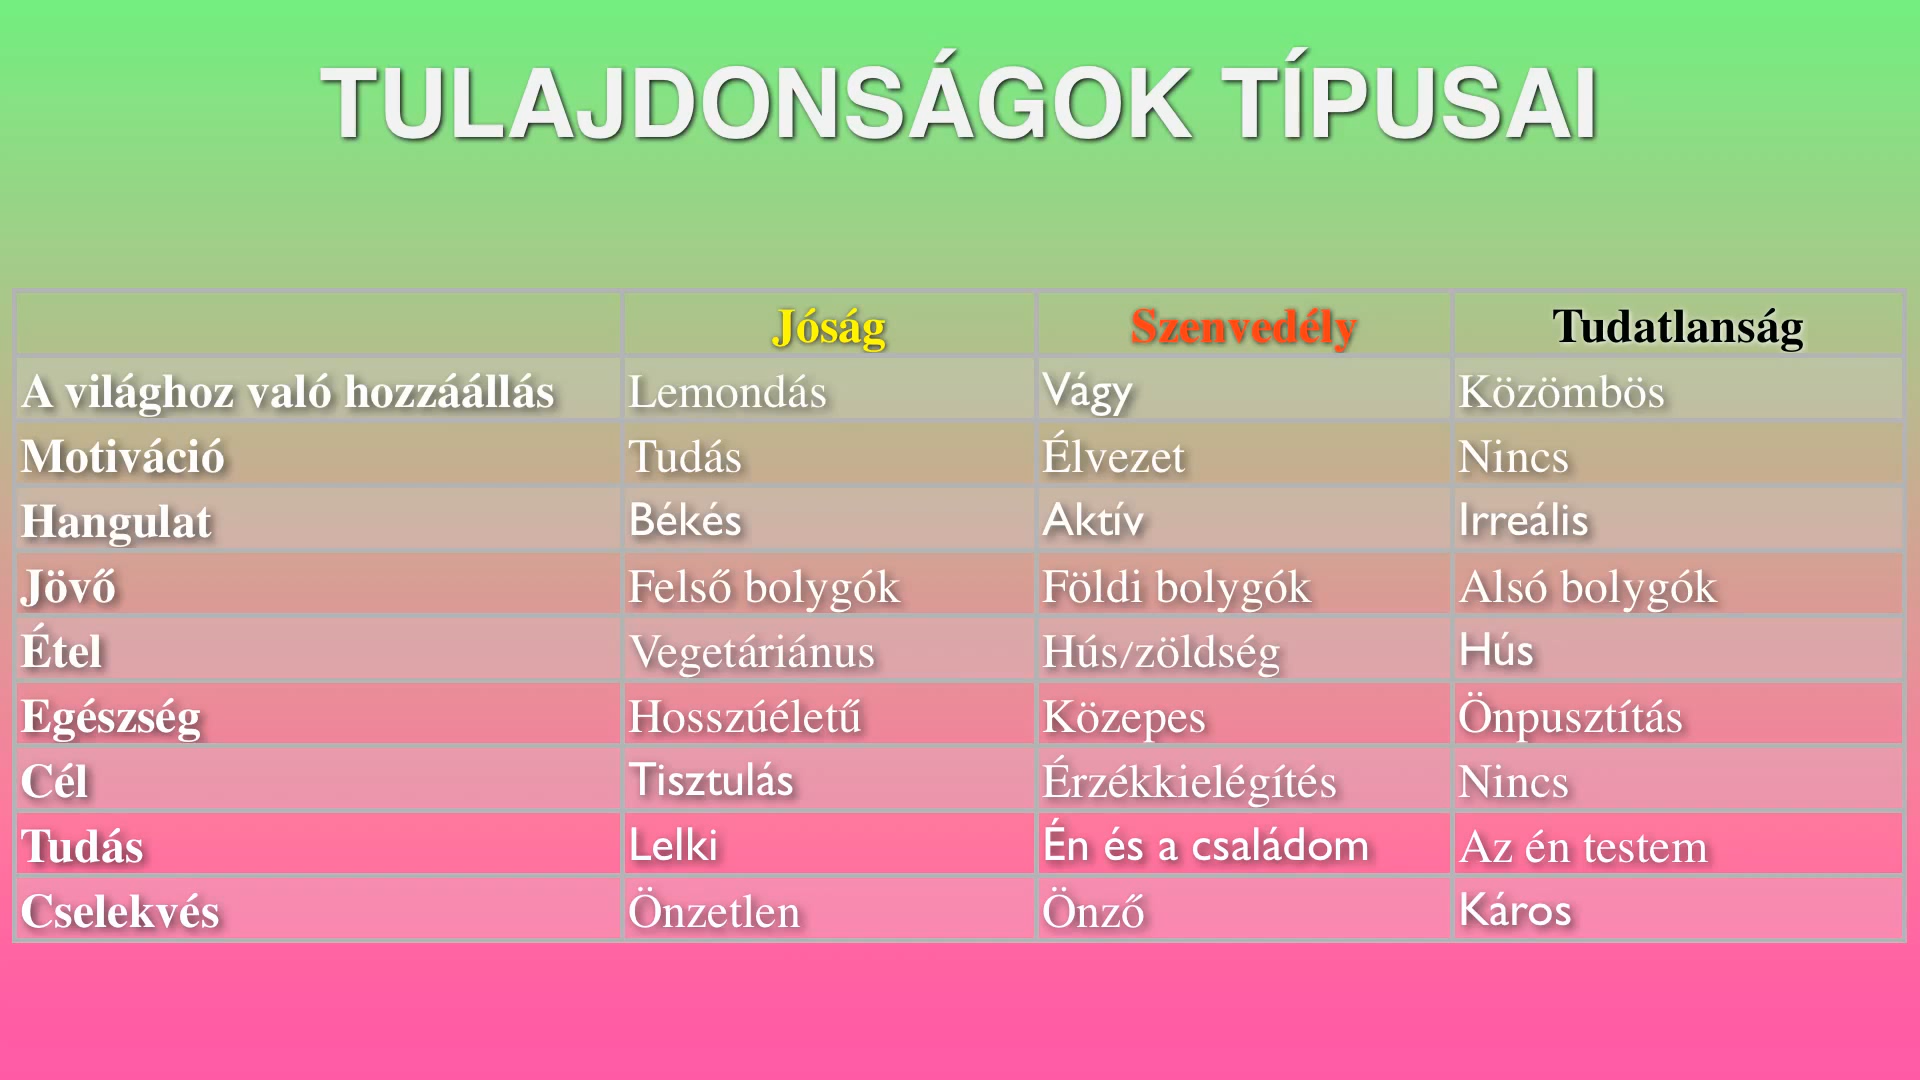 TULAJDONSÁGOK TÍPUSAI
Jóság Szenvedély Tudatlanság
A világhoz való hozzáállás Lemondás Vágy Közömbös
Motiváció Tudás Élvezet Nincs
Hangulat Békés Aktív Irreális
Jövő Felső bolygók Földi bolygók Alsó bolygók
Étel Vegetáriánus Hús/zöldség Hús
Egészség Hosszúéletű Közepes Önpusztítás
Cél Tisztulás Érzékkielégítés Nincs
Tudás Lelki Én és a családom Az én testem
Cselekvés Önzetlen Önző Káros